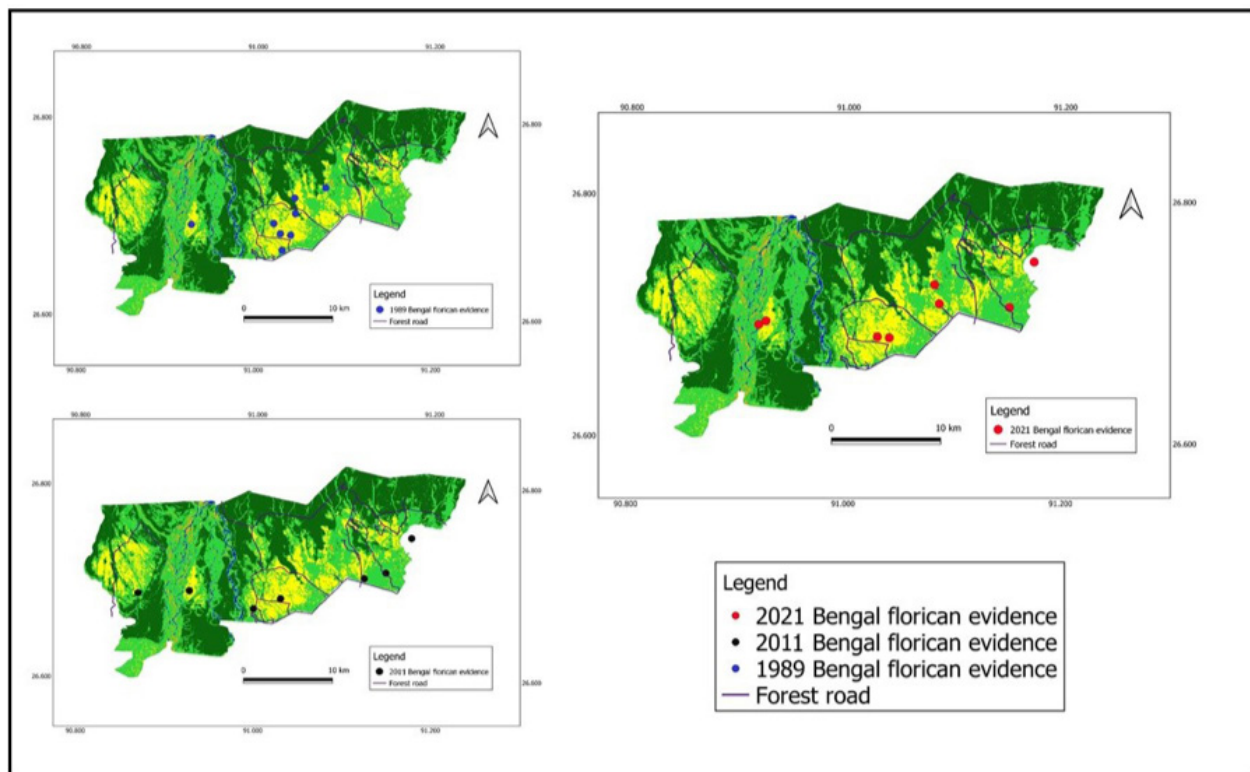 90.800 91.000 91.200
26.800 26.800
Legend
1989 Bengal florican evidence
Forest road
0 10 km
26.600 26.600
90.800 91.000 91.200
90.800 91.000 91.200
26.800 26.800
Legend
2011 Bengal florican evidence
Forest road
0 10 km
26.600 26.600
90.800 91.000 91.200
90.800 91.000 91.200
26.800 26.800
Legend
2021 Bengal florican evidence
Forest road
0 10 km
26.600 26.600
90.800 91.000 91.200
Legend
2021 Bengal florican evidence
2011 Bengal florican evidence
1989 Bengal florican evidence
Forest road